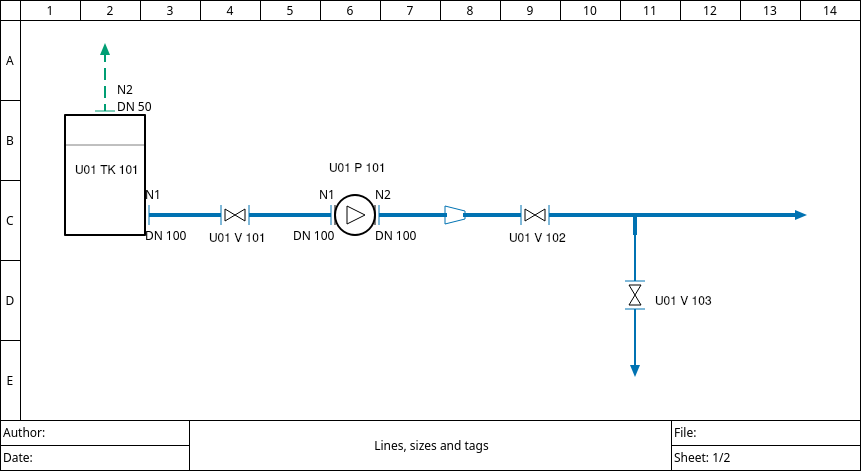 1 2 3 4 5 6 7 8 9 10 11 12 13 14
A
N2
DN 50
B
U01 TK 101
U01 P 101
N1 N1 N2
C
DN 100 U01 V 101 DN 100 DN 100 U01 V 102
D
U01 V 103
E
Author:
Date:
Lines, sizes and tags
File:
Sheet: 1/2